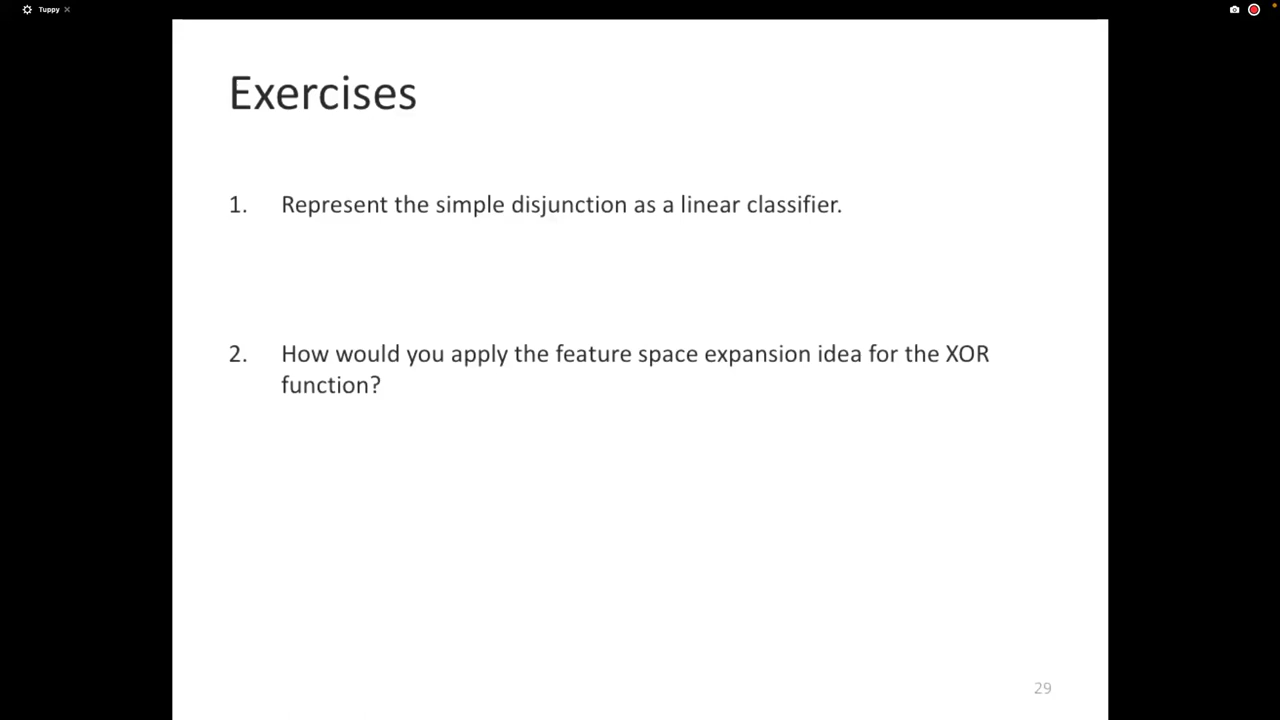 Tuppy
Exercises
1. Represent the simple disjunction as a linear classifier.
2. How would you apply the feature space expansion idea for the XOR
function?
29